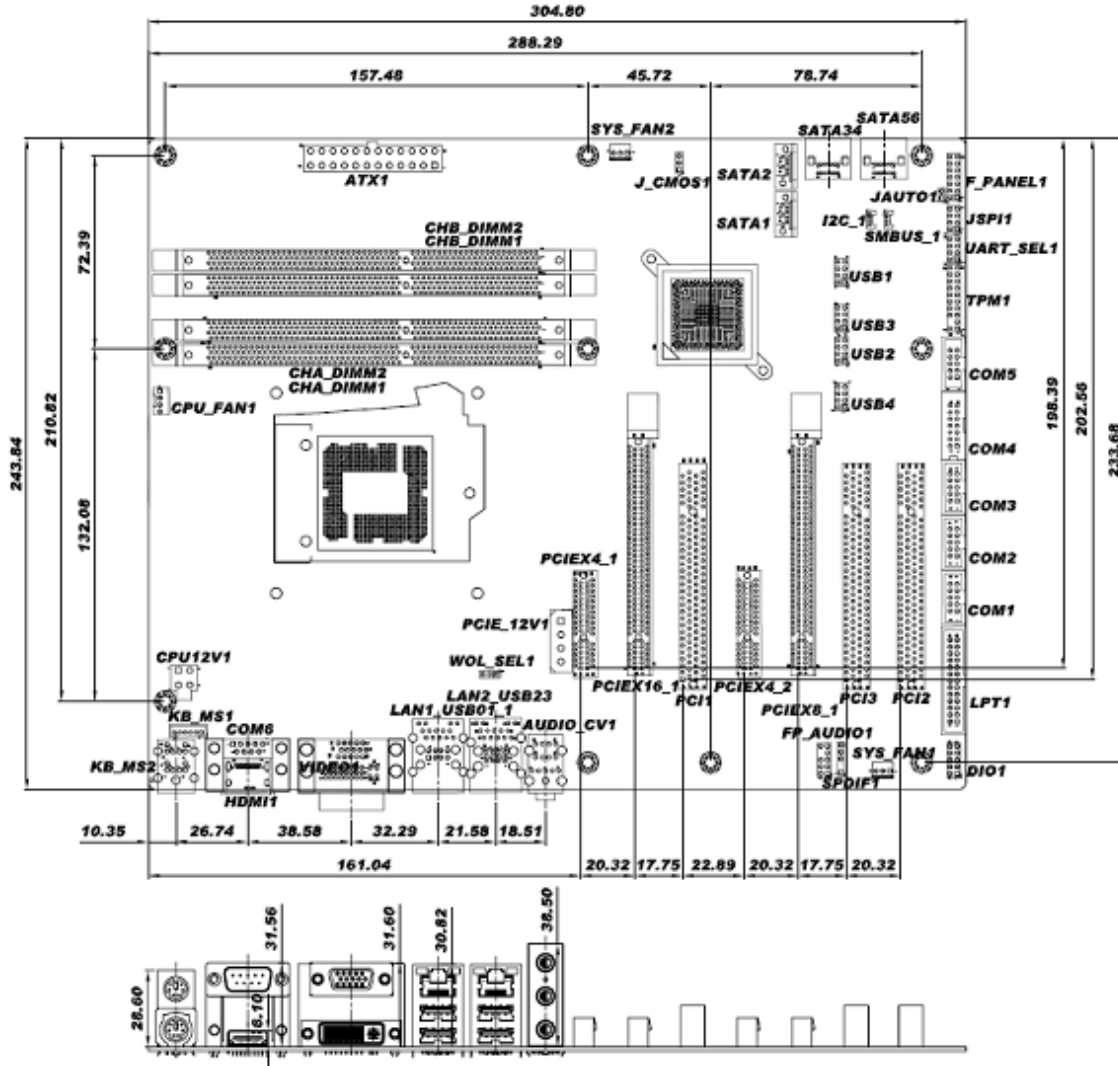 304.80
288.29
157.48
45.72
78.74
SYS_FAN2
SATA34
SATA56
ATX1
J_CMOS1
SATA2
JAUTO1
F_PANEL1
SATA1
I2C_1
JSPI1
SMBUS_1
UART_SEL1
CHB_DIMM2
CHB_DIMM1
72.39
USB1
TPM1
USB3
USB2
CHA_DIMM2
CHA_DIMM1
COM5
CPU_FAN1
USB4
COM4
243.84
210.82
132.08
198.39
202.56
233.68
COM3
COM2
PCIEX4_1
COM1
PCIE_12V1
CPU12V1
WOL_SEL1
PCIEX16_1
PCI1
PCIEX4_2
PCIEX8_1
PCI3
PCI2
LPT1
LAN2_USB23
LAN1_USB01_1
AUDIO_CV1
KB_MS1
COM6
FP_AUDIO1
SYS_FAN1
KB_MS2
VIDEO1
HDMI1
SPDIF1
DIO1
10.35
26.74
38.58
32.29
21.58
18.51
161.04
20.32
17.75
22.89
20.32
17.75
20.32
28.60
31.56
6.10
31.60
30.82
38.50